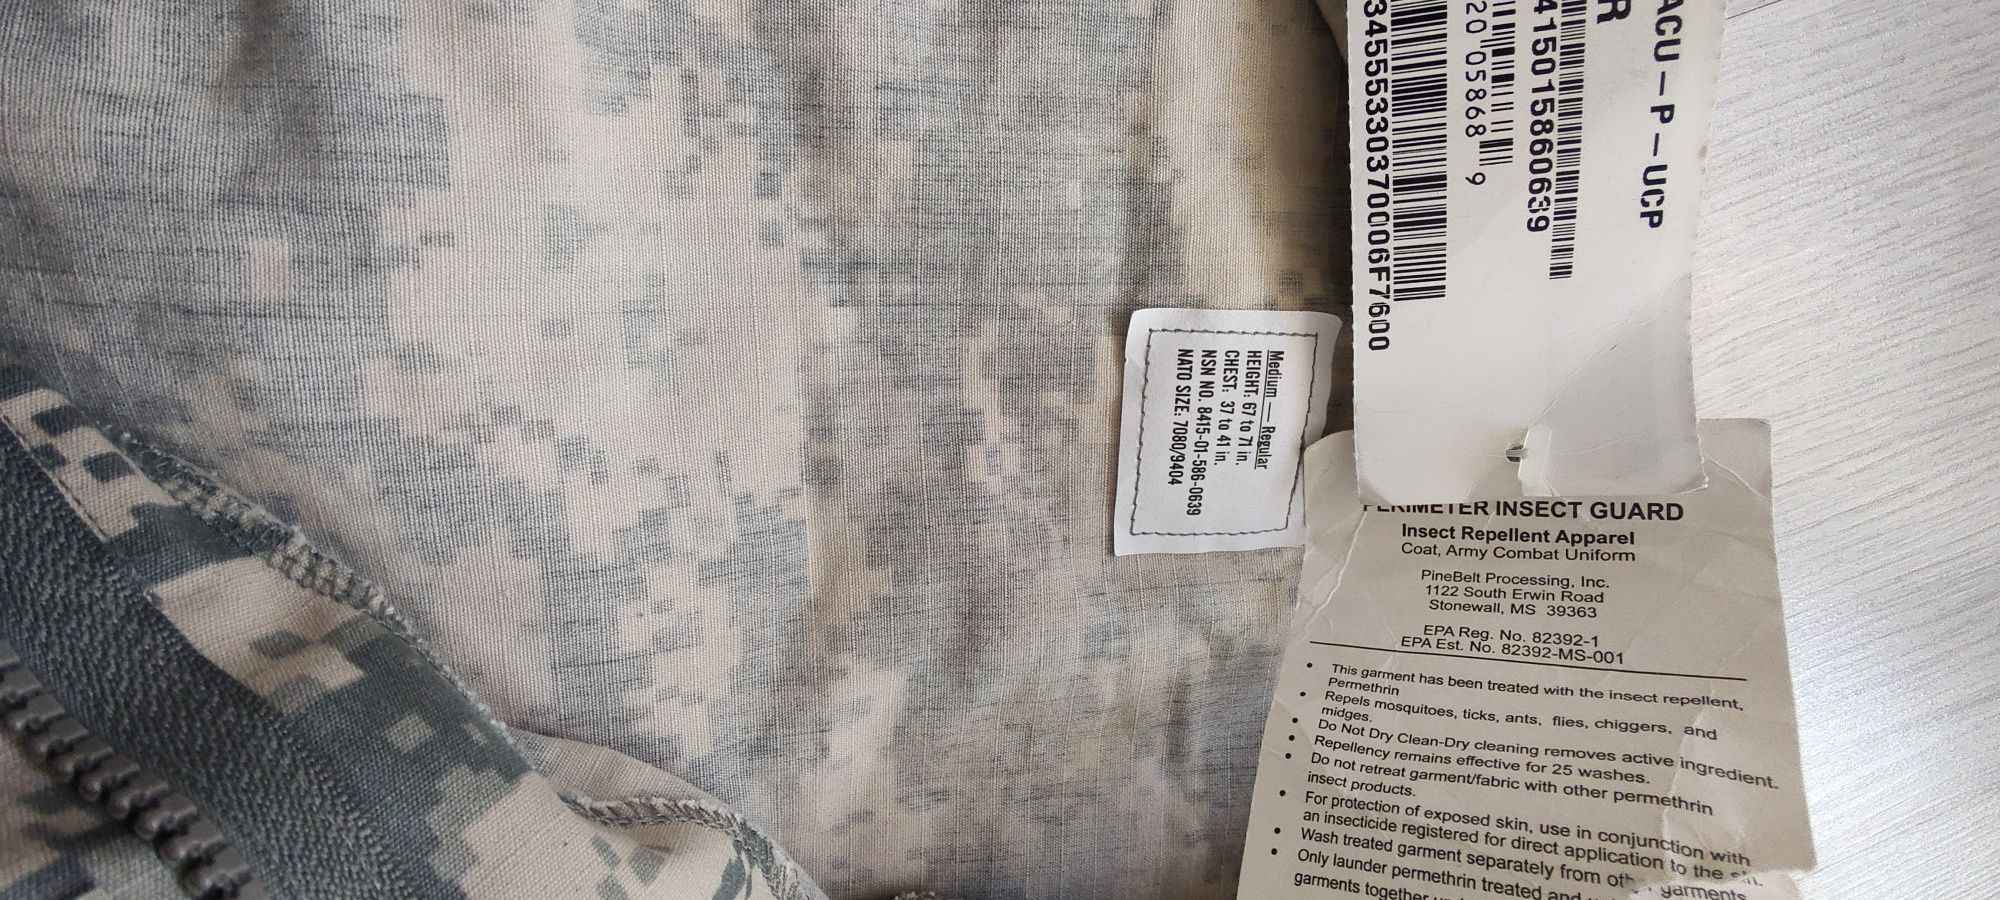 ACU-P-UCP
R
415015860639
20 05868 9
34555330370006F7600
Medium — Regular
HEIGHT: 67 to 71 in.
CHEST: 37 to 41 in.
NSN NO. 8415-01-586-0639
NATO SIZE: 7080/9404
PERIMETER INSECT GUARD
Insect Repellent Apparel
Coat, Army Combat Uniform
PineBelt Processing, Inc.
1122 South Erwin Road
Stonewall, MS 39363
EPA Reg. No. 82392-1
EPA Est. No. 82392-MS-001
• This garment has been treated with the insect repellent,
Permethrin
• Repels mosquitoes, ticks, ants, flies, chiggers, and
midges.
• Do Not Dry Clean-Dry cleaning removes active ingredient.
• Repellency remains effective for 25 washes.
• Do not retreat garment/fabric with other permethrin
insect products.
• For protection of exposed skin, use in conjunction with
an insecticide registered for direct application to the
• Wash treated garment separately from garments
• Only launder permethrin treated and
garments together